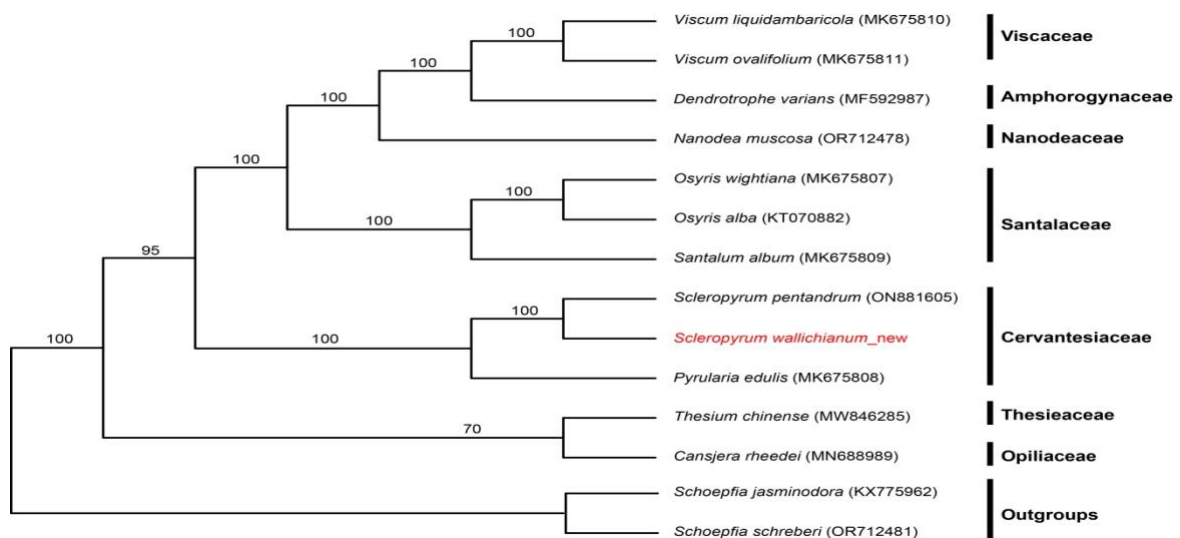 100
Viscum liquidambaricola (MK675810)
Viscaceae
Viscum ovalifolium (MK675811)
100
Dendrotrophe varians (MF592987)
Amphorogynaceae
100
Nanodea muscosa (OR712478)
Nanodeaceae
100
Osyris wightiana (MK675807)
100
Osyris alba (KT070882)
Santalaceae
100
Santalum album (MK675809)
95
Scleropyrum pentandrum (ON881605)
100
Scleropyrum wallichianum_new
Cervantesiaceae
100
Pyrularia edulis (MK675808)
100
Thesium chinense (MW846285)
Thesieaceae
70
Cansjera rheedei (MN688989)
Opiliaceae
Schoepfia jasminodora (KX775962)
Outgroups
Schoepfia schreberi (OR712481)